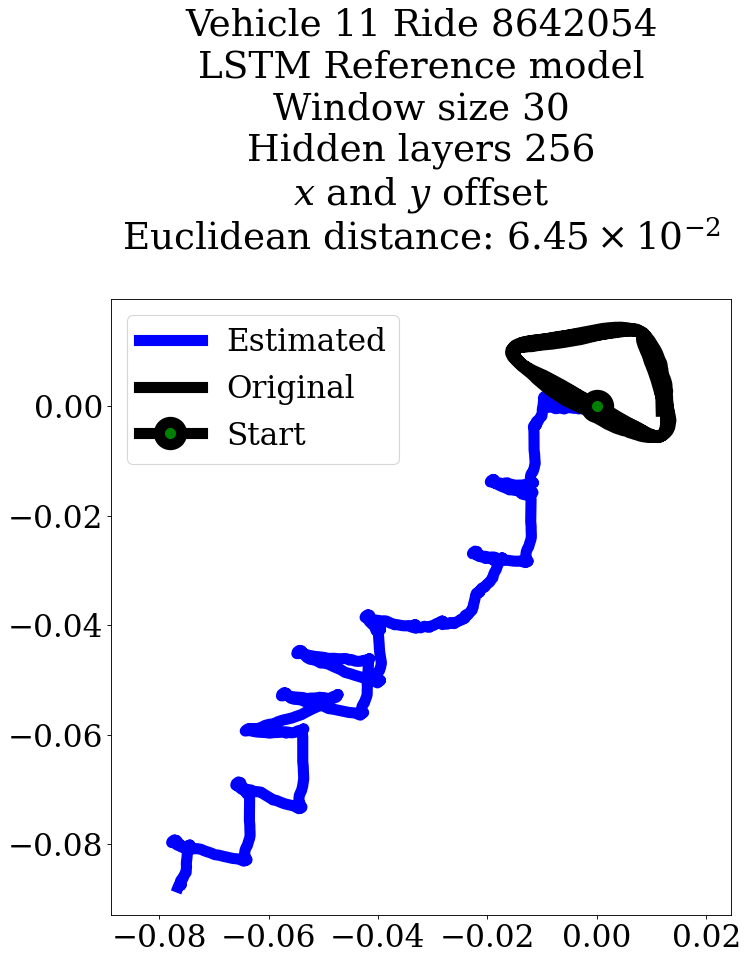 Vehicle 11 Ride 8642054
LSTM Reference model
Window size 30
Hidden layers 256
x and y offset
Euclidean distance: 6.45 × 10⁻²
Estimated
Original
Start
0.00
−0.02
−0.04
−0.06
−0.08
−0.08 −0.06 −0.04 −0.02 0.00 0.02